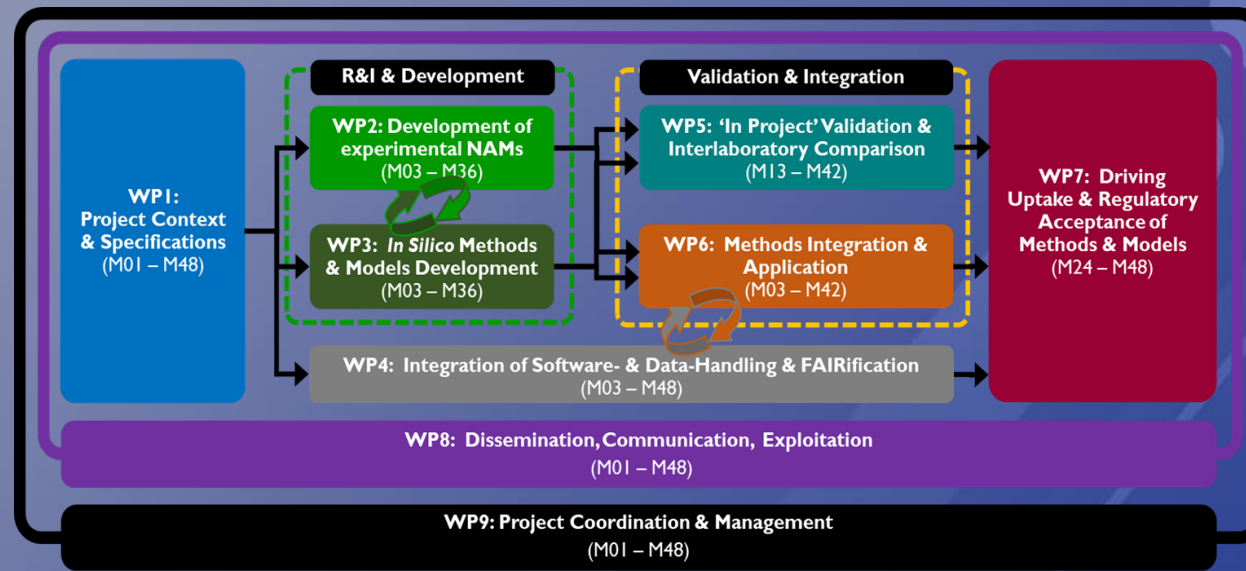 R&I & Development
Validation & Integration
WP1:
Project Context
& Specifications
(M01 – M48)
WP2: Development of
experimental NAMs
(M03 – M36)
WP3: In Silico Methods
& Models Development
(M03 – M36)
WP5: ‘In Project’ Validation &
Interlaboratory Comparison
(M13 – M42)
WP6: Methods Integration &
Application
(M03 – M42)
WP7: Driving
Uptake & Regulatory
Acceptance of
Methods & Models
(M24 – M48)
WP4: Integration of Software- & Data-Handling & FAIRification
(M03 – M48)
WP8: Dissemination, Communication, Exploitation
(M01 – M48)
WP9: Project Coordination & Management
(M01 – M48)